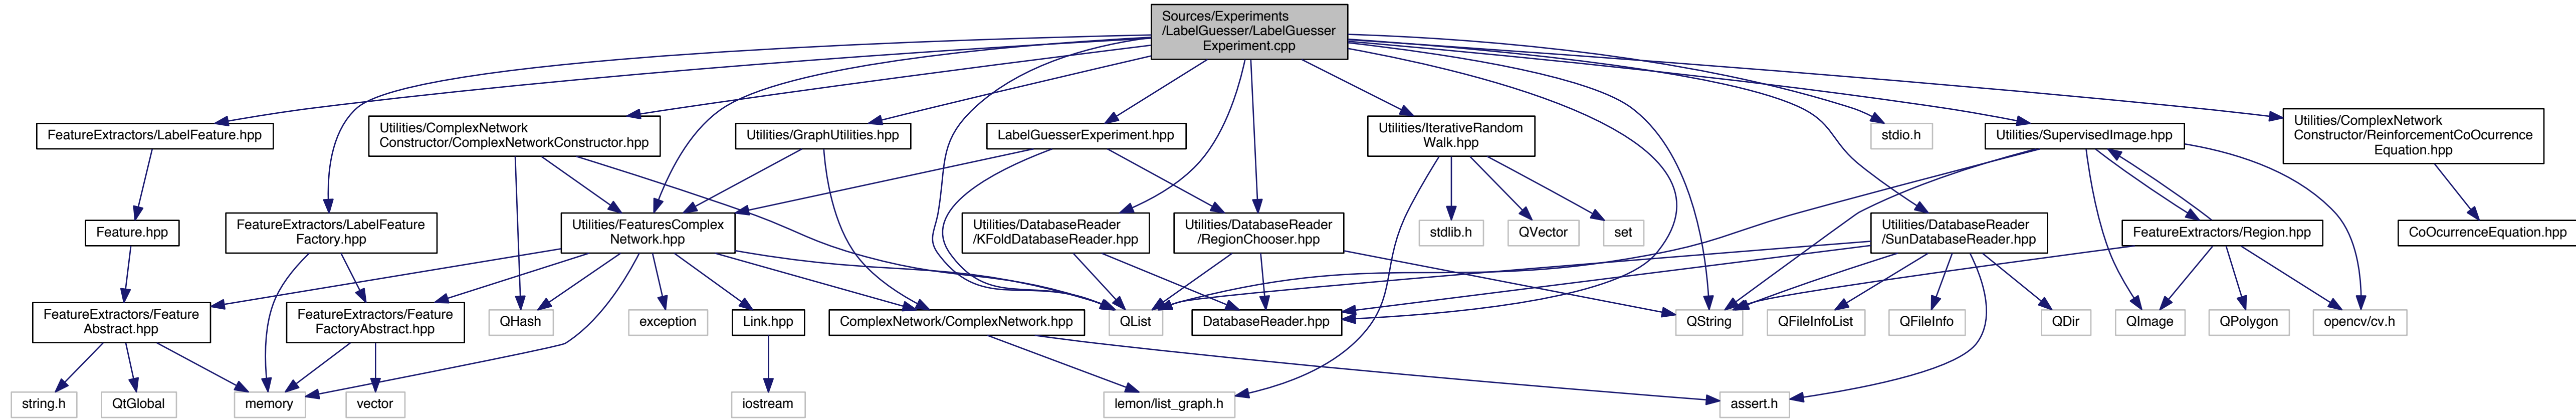 Sources/Experiments
/LabelGuesser/LabelGuesser
Experiment.cpp
FeatureExtractors/LabelFeature.hpp
Utilities/ComplexNetwork
Constructor/ComplexNetworkConstructor.hpp
Utilities/GraphUtilities.hpp
LabelGuesserExperiment.hpp
Utilities/IterativeRandom
Walk.hpp
stdio.h
Utilities/SupervisedImage.hpp
Utilities/ComplexNetwork
Constructor/ReinforcementCoOcurrence
Equation.hpp
Feature.hpp
FeatureExtractors/LabelFeature
Factory.hpp
Utilities/FeaturesComplex
Network.hpp
Utilities/DatabaseReader
/KFoldDatabaseReader.hpp
Utilities/DatabaseReader
/RegionChooser.hpp
stdlib.h
QVector
set
Utilities/DatabaseReader
/SunDatabaseReader.hpp
FeatureExtractors/Region.hpp
CoOcurrenceEquation.hpp
FeatureExtractors/Feature
Abstract.hpp
FeatureExtractors/Feature
FactoryAbstract.hpp
QHash
exception
Link.hpp
ComplexNetwork/ComplexNetwork.hpp
QList
DatabaseReader.hpp
QString
QFileInfoList
QFileInfo
QDir
QImage
QPolygon
opencv/cv.h
string.h
QtGlobal
memory
vector
iostream
lemon/list_graph.h
assert.h